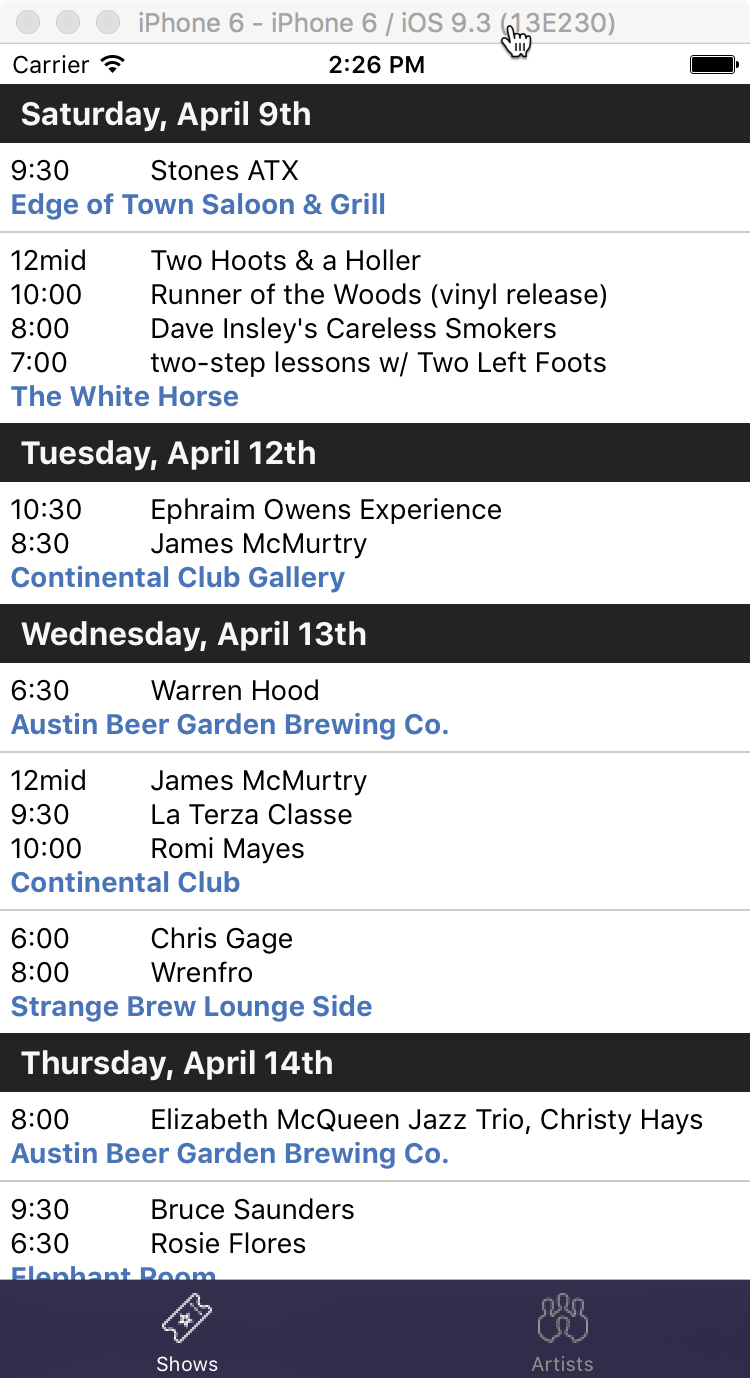 iPhone 6 - iPhone 6 / iOS 9.3 (13E230)
Carrier 2:26 PM
Saturday, April 9th
9:30 Stones ATX
Edge of Town Saloon & Grill
12mid Two Hoots & a Holler
10:00 Runner of the Woods (vinyl release)
8:00 Dave Insley's Careless Smokers
7:00 two-step lessons w/ Two Left Foots
The White Horse
Tuesday, April 12th
10:30 Ephraim Owens Experience
8:30 James McMurtry
Continental Club Gallery
Wednesday, April 13th
6:30 Warren Hood
Austin Beer Garden Brewing Co.
12mid James McMurtry
9:30 La Terza Classe
10:00 Romi Mayes
Continental Club
6:00 Chris Gage
8:00 Wrenfro
Strange Brew Lounge Side
Thursday, April 14th
8:00 Elizabeth McQueen Jazz Trio, Christy Hays
Austin Beer Garden Brewing Co.
9:30 Bruce Saunders
6:30 Rosie Flores
Elephant Room
Shows Artists